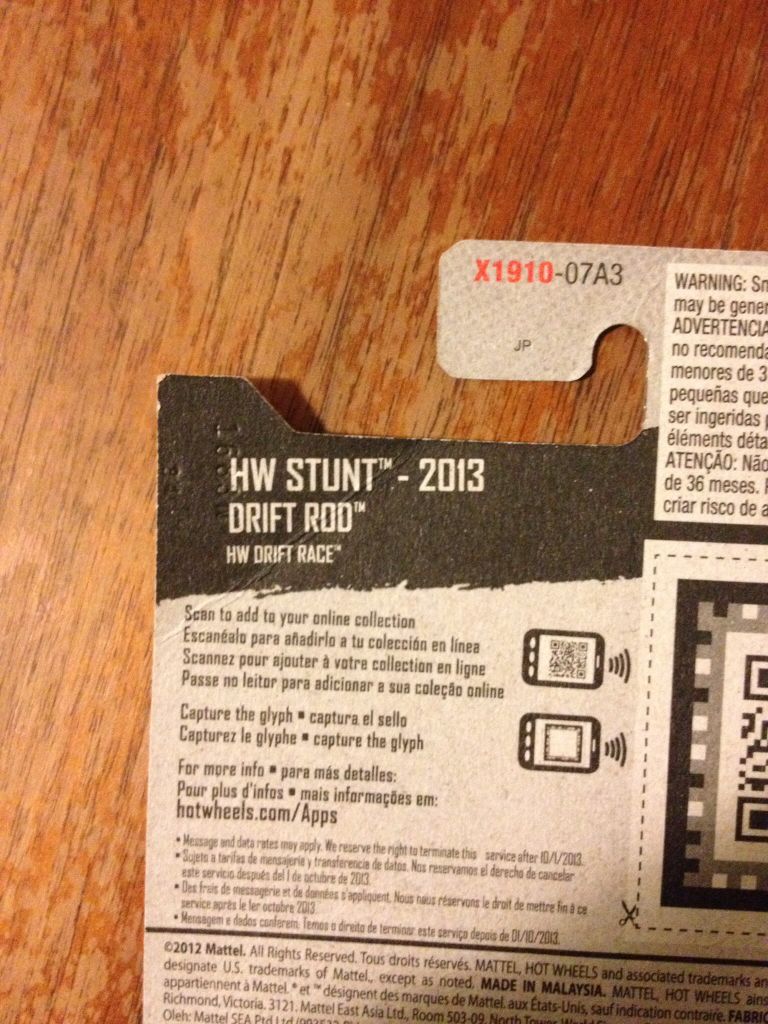 X1910-07A3
JP
WARNING: Sm
may be gener
ADVERTENCIA
no recomenda
menores de 3
pequeñas que
ser ingeridas p
éléments déta
ATENÇÃO: Não
de 36 meses.
criar risco de a
HW STUNT™ - 2013
DRIFT ROD™
HW DRIFT RACE™
Scan to add to your online collection
Escanéalo para añadirlo a tu colección en línea
Scannez pour ajouter à votre collection en ligne
Passe no leitor para adicionar a sua coleção online
Capture the glyph ▪ captura el sello
Capturez le glyphe ▪ capture the glyph
For more info ▪ para más detalles:
Pour plus d'infos ▪ mais informações em:
hotwheels.com/Apps
• Message and data rates may apply. We reserve the right to terminate this service after 10/1/2013.
• Sujeto a tarifas de mensajería y transferencia de datos. Nos reservamos el derecho de cancelar
este servicio después del 1 de octubre de 2013.
• Des frais de messagerie et de données s'appliquent. Nous nous réservons le droit de mettre fin à ce
service après le 1er octobre 2013.
• Mensagem e dados conferem. Temos o direito de terminar este serviço depois de 01/10/2013.
©2012 Mattel. All Rights Reserved. Tous droits réservés. MATTEL, HOT WHEELS and associated trademarks an
designate U.S. trademarks of Mattel, except as noted. MADE IN MALAYSIA. MATTEL, HOT WHEELS ains
appartiennent à Mattel. ® et ™ désignent des marques de Mattel aux États-Unis, sauf indication contraire. FABRIC
Richmond, Victoria. 3121. Mattel East Asia Ltd., Room 503-09, North Tower, World
Oleh: Mattel SEA Ptd Ltd